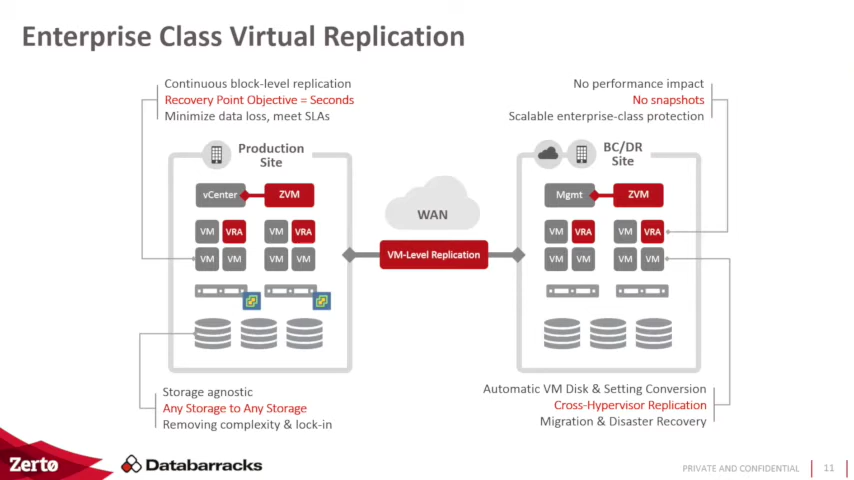 Enterprise Class Virtual Replication
Continuous block-level replication
Recovery Point Objective = Seconds
Minimize data loss, meet SLAs
No performance impact
No snapshots
Scalable enterprise-class protection
Production
Site
vCenter
ZVM
VM
VRA
VM
VRA
VM
VM
VM
VM
WAN
VM-Level Replication
BC/DR
Site
Mgmt
ZVM
VM
VRA
VM
VRA
VM
VM
VM
VM
Storage agnostic
Any Storage to Any Storage
Removing complexity & lock-in
Automatic VM Disk & Setting Conversion
Cross-Hypervisor Replication
Migration & Disaster Recovery
Zertø
Databarracks
PRIVATE AND CONFIDENTIAL
11